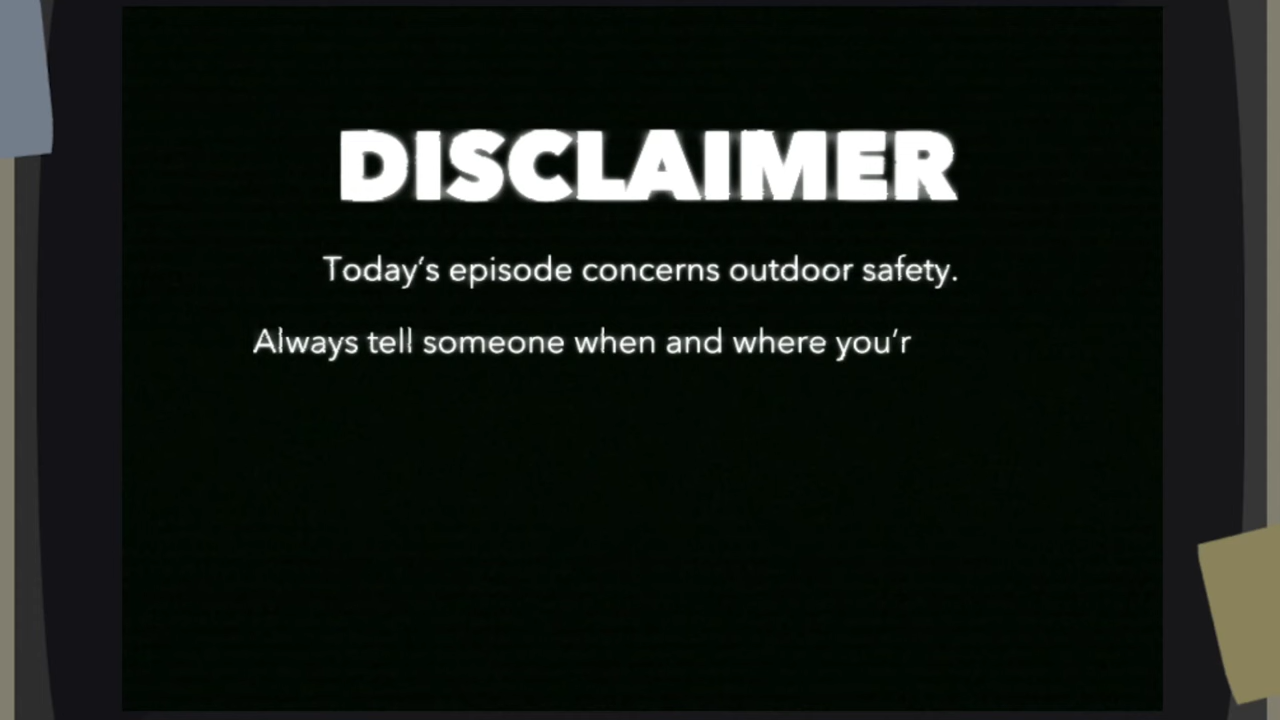 DISCLAIMER
Today's episode concerns outdoor safety.
Always tell someone when and where you'r